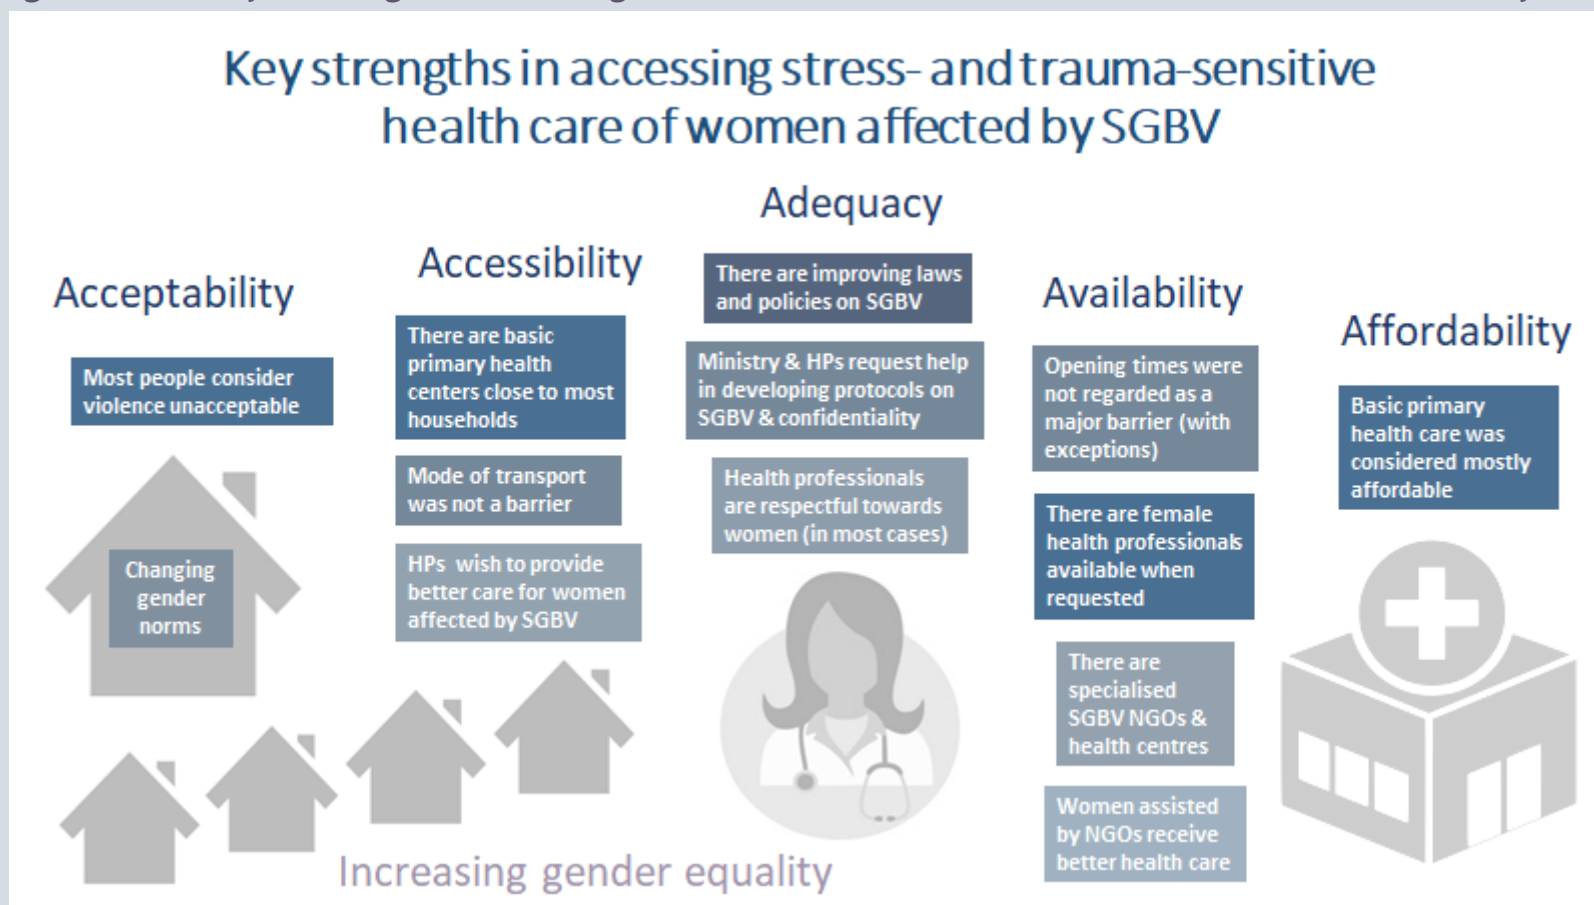 Key strengths in accessing stress- and trauma-sensitive
health care of women affected by SGBV
Acceptability
Most people consider
violence unacceptable
Changing
gender
norms
Accessibility
There are basic
primary health
centers close to most
households
Mode of transport
was not a barrier
HPs wish to provide
better care for women
affected by SGBV
Adequacy
There are improving laws
and policies on SGBV
Ministry & HPs request help
in developing protocols on
SGBV & confidentiality
Health professionals
are respectful towards
women (in most cases)
Availability
Opening times were
not regarded as a
major barrier (with
exceptions)
There are female
health professionals
available when
requested
There are
specialised
SGBV NGOs &
health centres
Women assisted
by NGOs receive
better health care
Affordability
Basic primary
health care was
considered mostly
affordable
Increasing gender equality